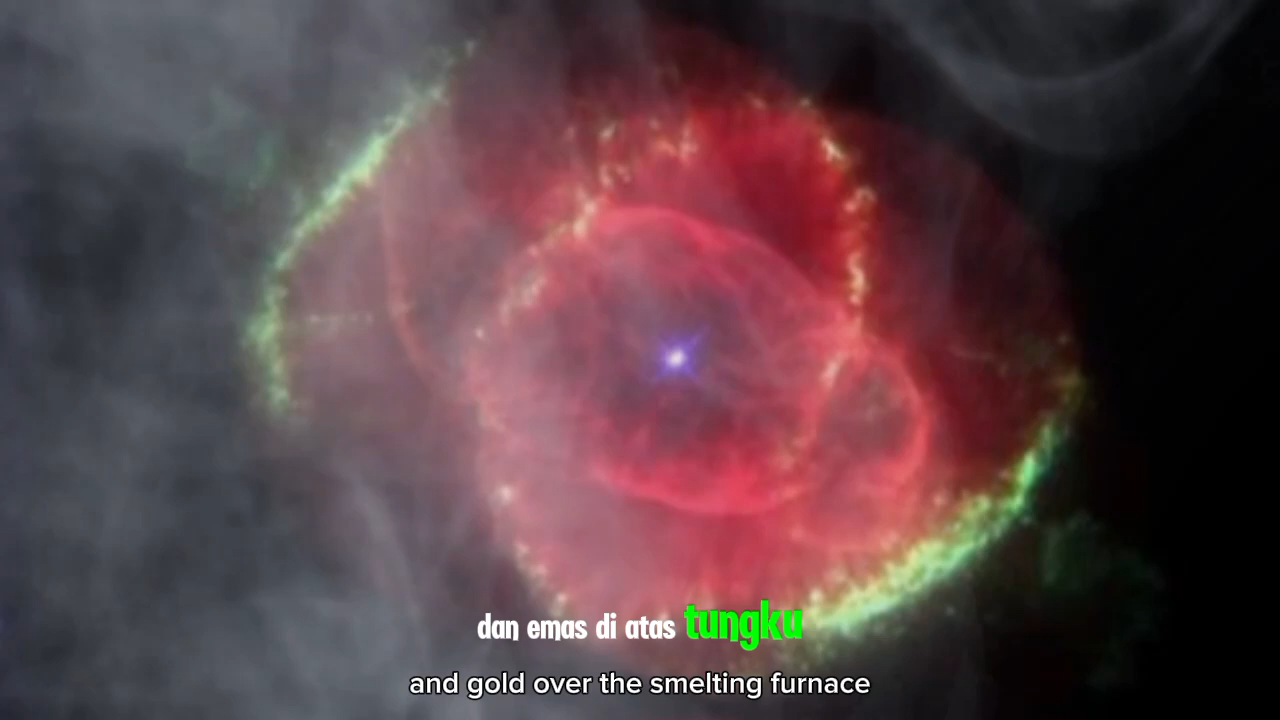 dan emas di atas tungku
and gold over the smelting furnace